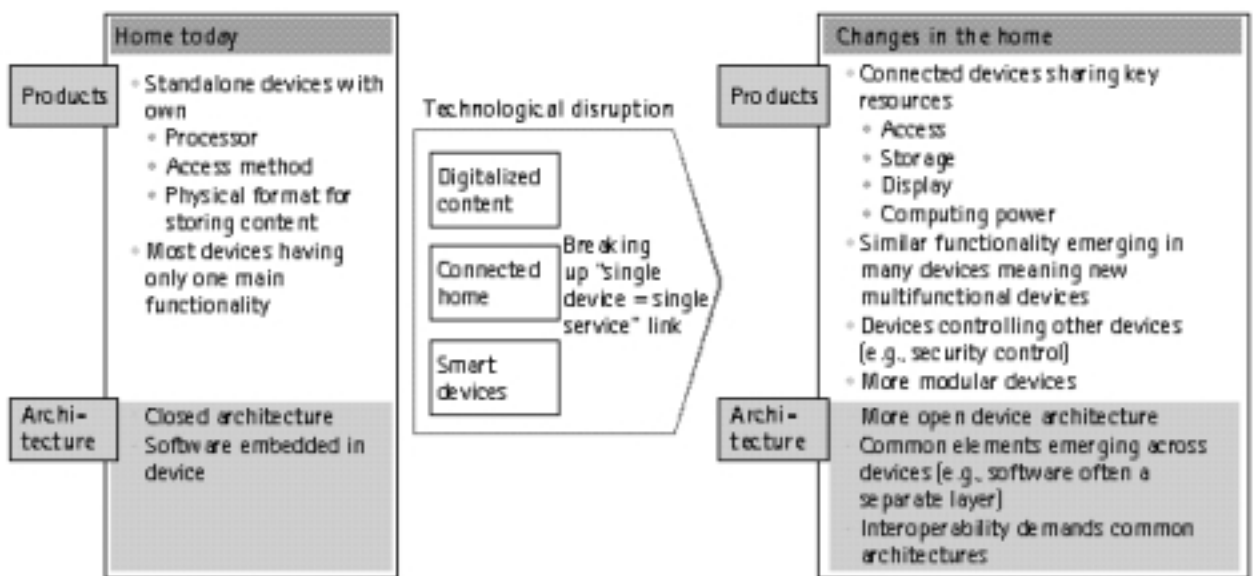 Home today
Products
Standalone devices with
own
Processor
Access method
Physical format for
storing content
Most devices having
only one main
functionality
Archi-
tecture
Closed architecture
Software embedded in
device
Technological disruption
Digitalized
content
Connected
home
Smart
devices
Breaking
up "single
device = single
service" link
Changes in the home
Products
Connected devices sharing key
resources
Access
Storage
Display
Computing power
Similar functionality emerging in
many devices meaning new
multifunctional devices
Devices controlling other devices
(e.g., security control)
More modular devices
Archi-
tecture
More open device architecture
Common elements emerging across
devices (e.g., software often a
separate layer)
Interoperability demands common
architectures